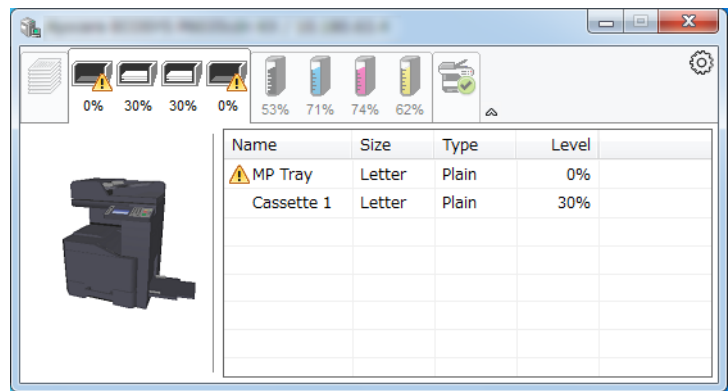 0% 30% 30% 0% 53% 71% 74% 62%
Name Size Type Level
MP Tray Letter Plain 0%
Cassette 1 Letter Plain 30%